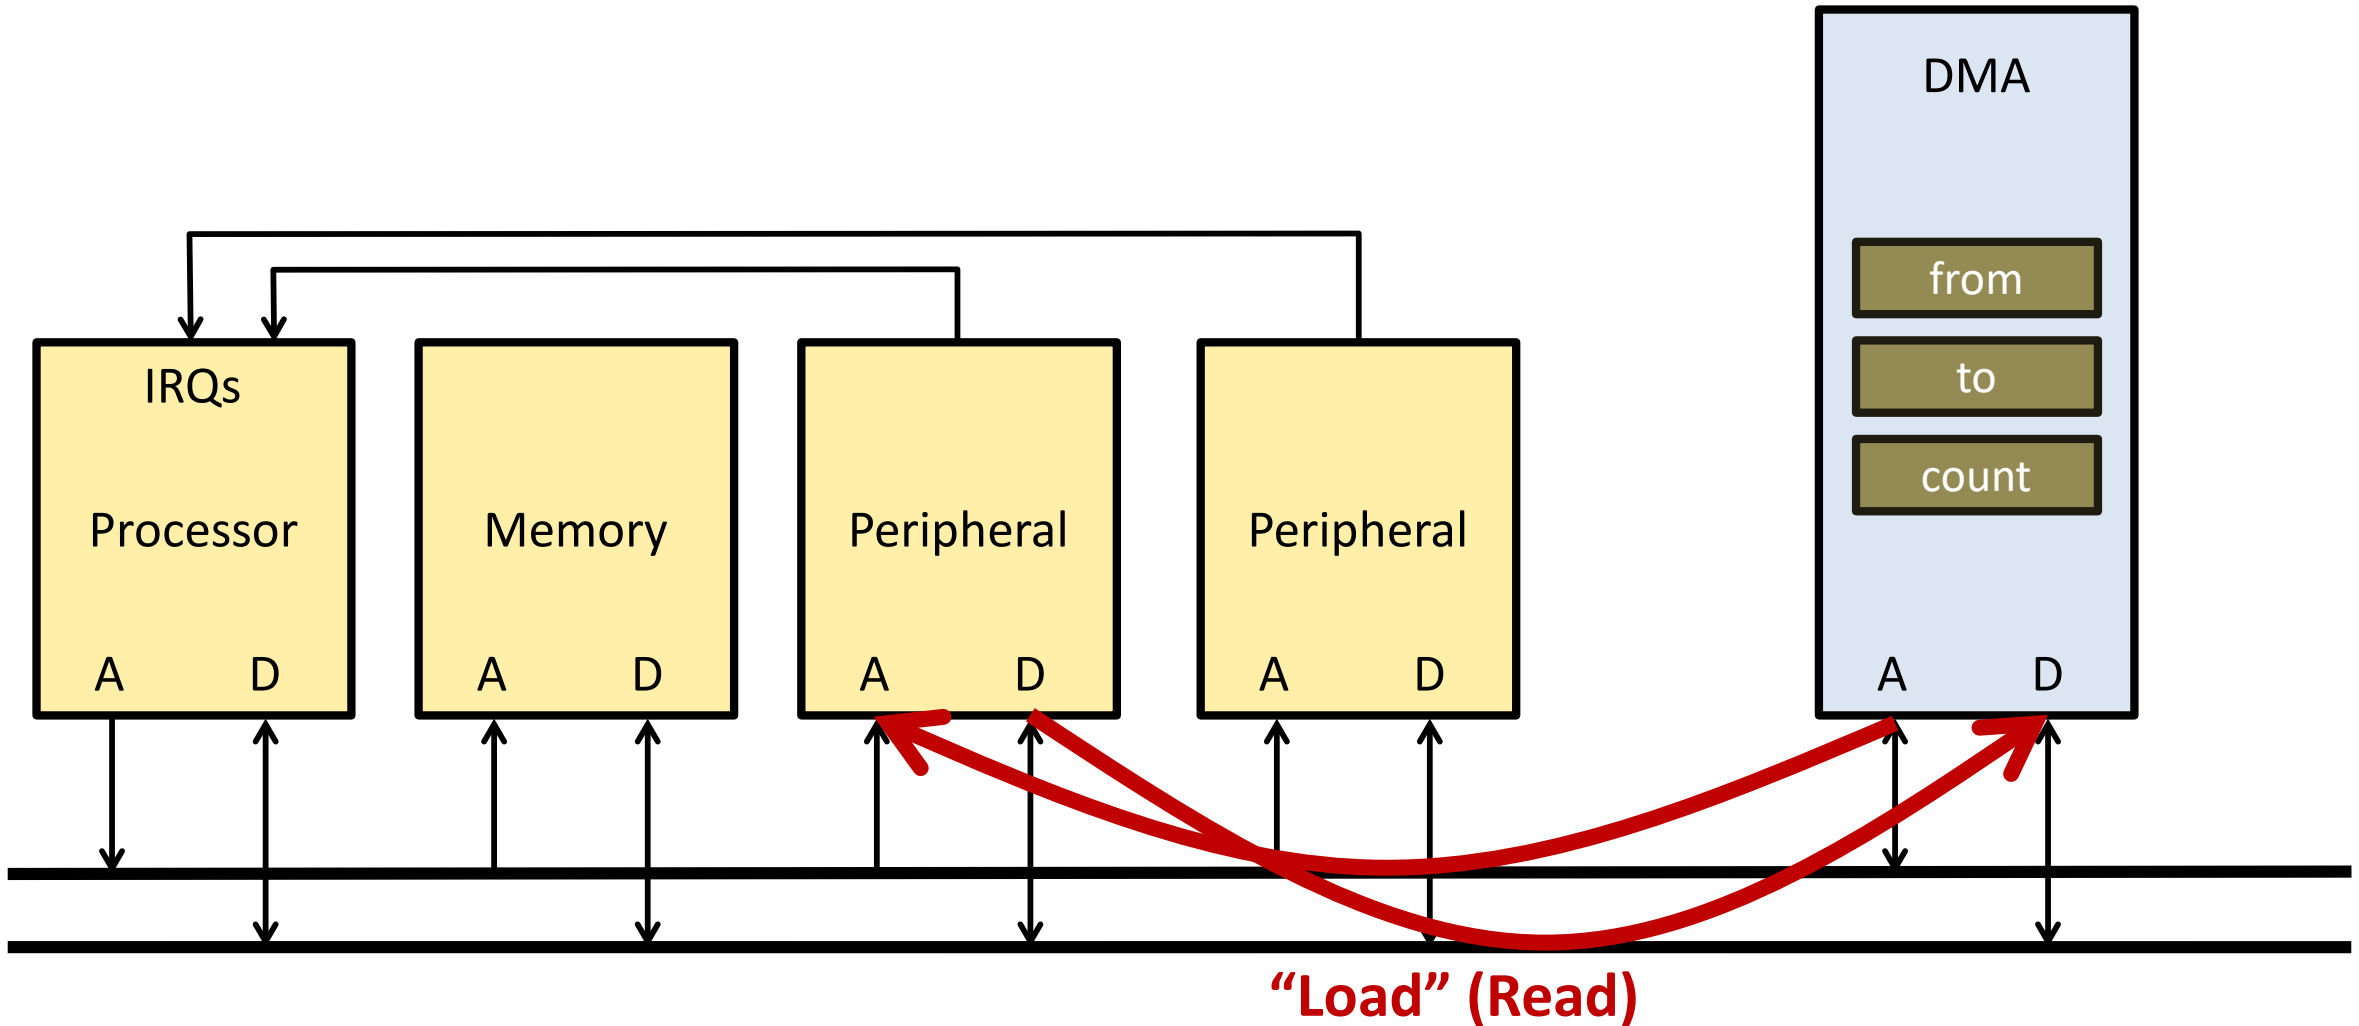 DMA
from
to
count
IRQs
Processor
Memory
Peripheral
Peripheral
A D
A D
A D
A D
A D
“Load” (Read)